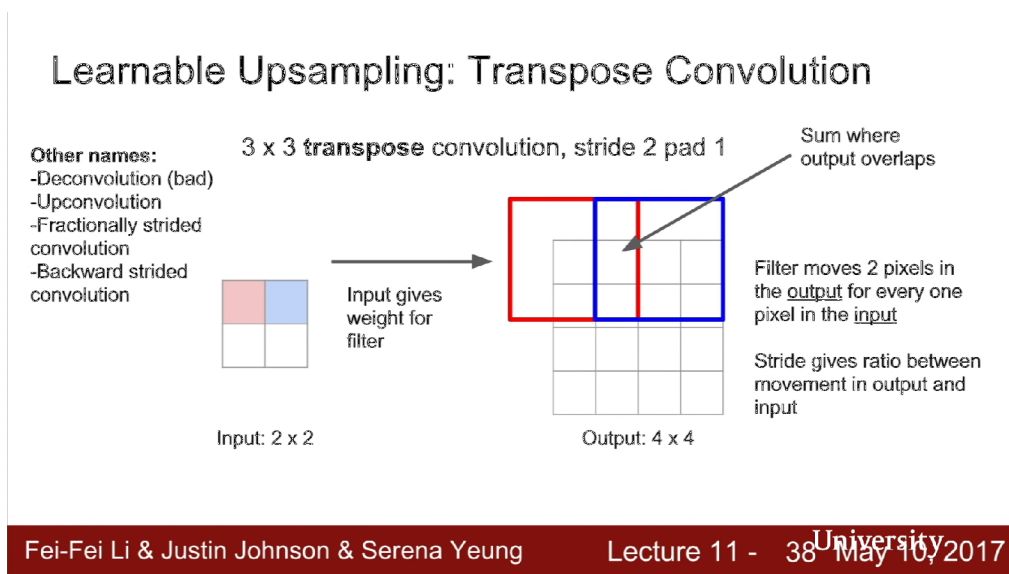 Learnable Upsampling: Transpose Convolution
Other names:
-Deconvolution (bad)
-Upconvolution
-Fractionally strided
convolution
-Backward strided
convolution
3 x 3 transpose convolution, stride 2 pad 1
Sum where
output overlaps
Input gives
weight for
filter
Filter moves 2 pixels in
the output for every one
pixel in the input
Stride gives ratio between
movement in output and
input
Input: 2 x 2
Output: 4 x 4
Fei-Fei Li & Justin Johnson & Serena Yeung
Lecture 11 - 38
University
May 10, 2017